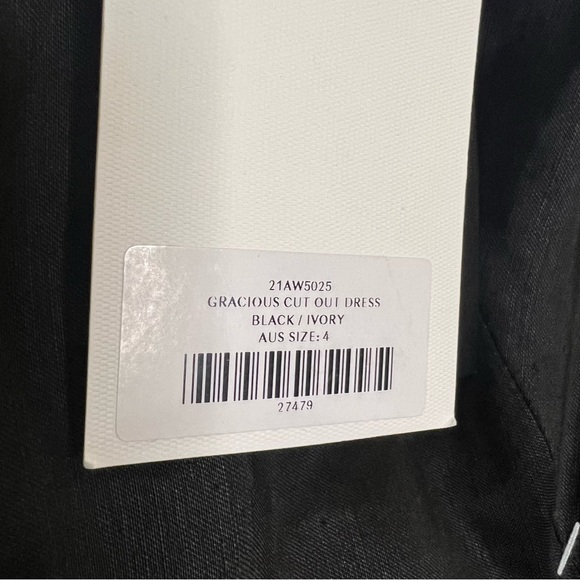 21AW5025
GRACIOUS CUT OUT DRESS
BLACK / IVORY
AUS SIZE: 4
27479